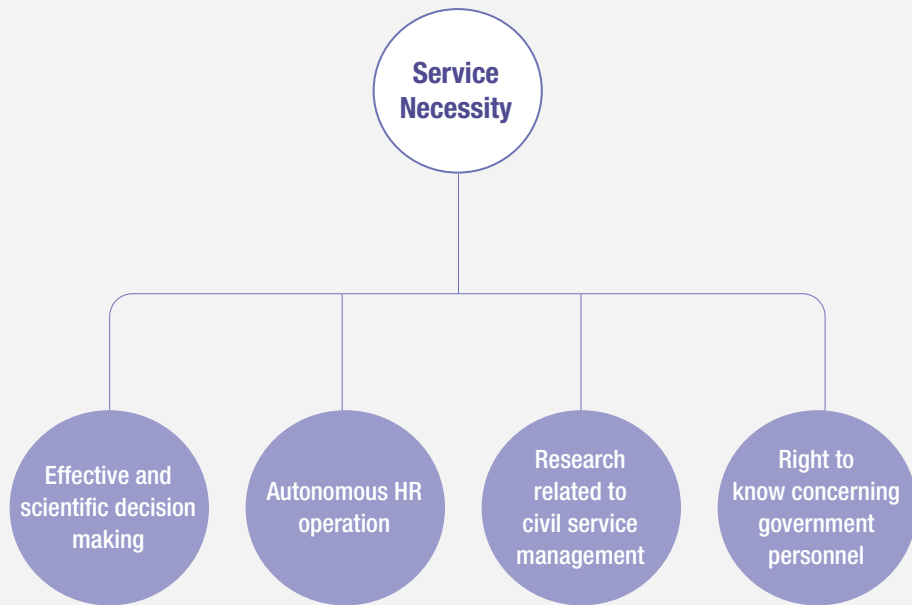 Service
Necessity
Effective and
scientific decision
making
Autonomous HR
operation
Research
related to
civil service
management
Right to
know concerning
government
personnel